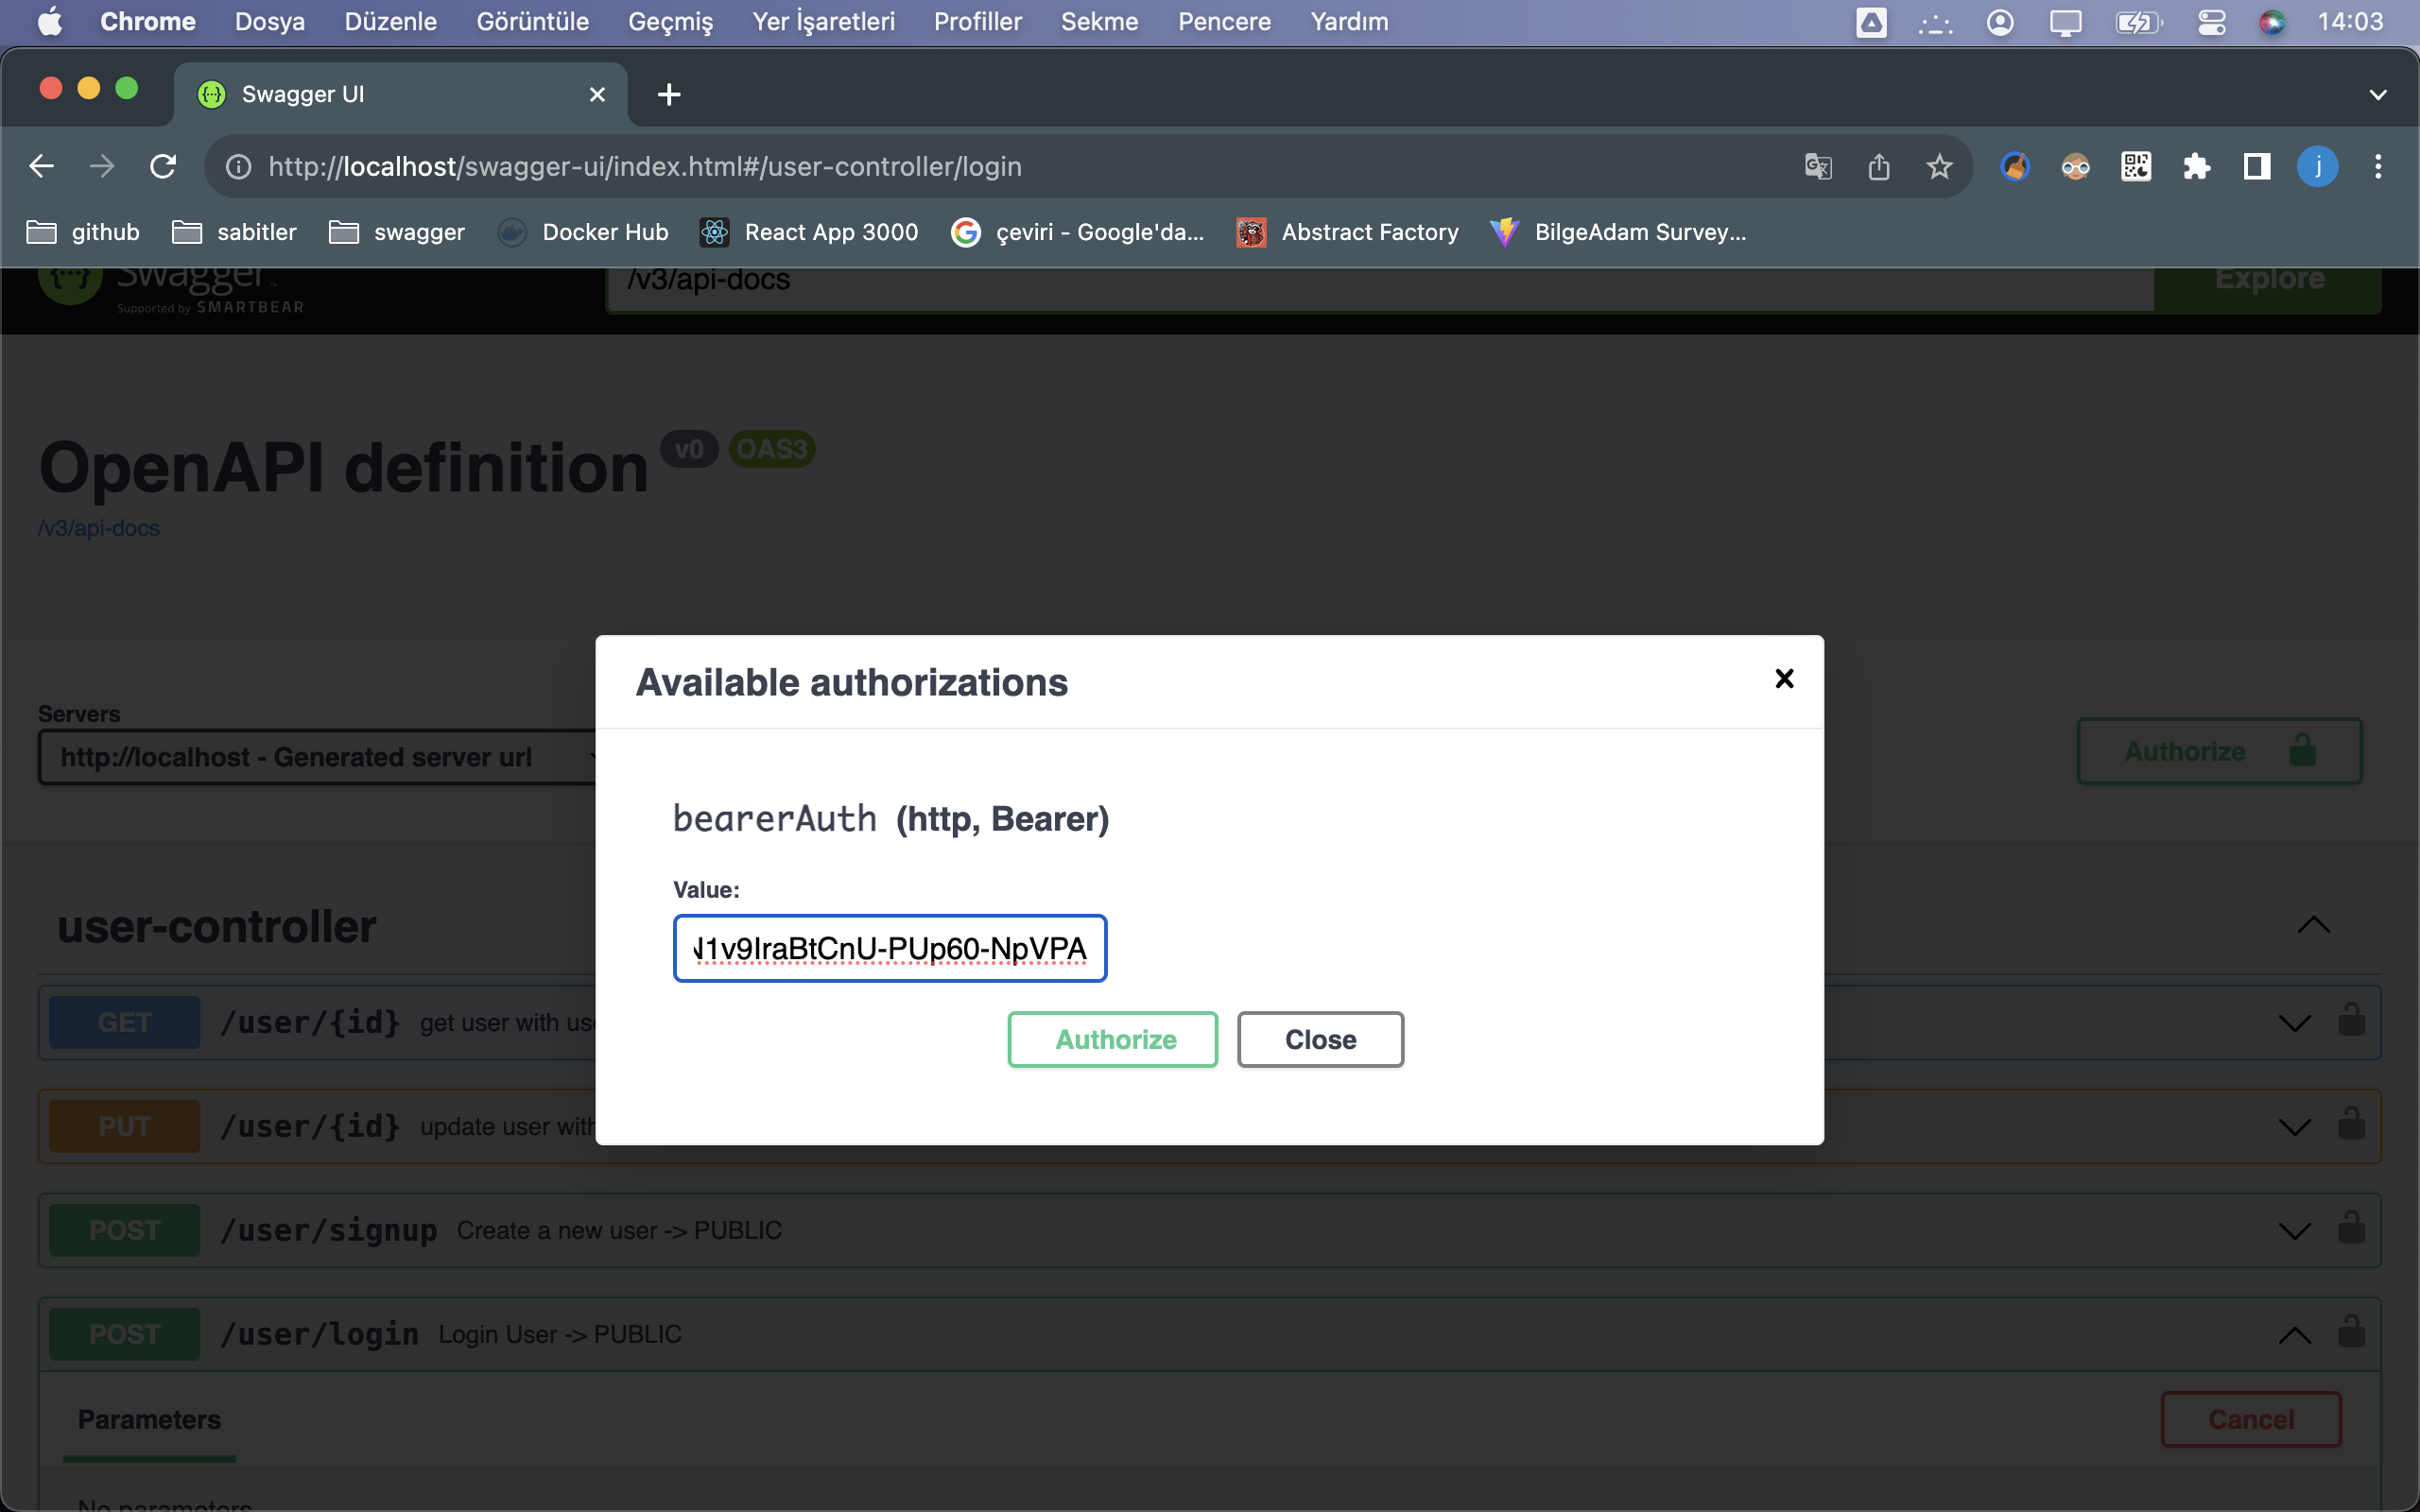 Chrome Dosya Düzenle Görüntüle Geçmiş Yer İşaretleri Profiller Sekme Pencere Yardım 14:03
Swagger UI
http://localhost/swagger-ui/index.html#/user-controller/login
j
github sabitler swagger Docker Hub React App 3000 çeviri - Google'da... Abstract Factory BilgeAdam Survey...
Swagger
Supported by SMARTBEAR
/v3/api-docs
Explore
OpenAPI definition v0 OAS3
/v3/api-docs
Servers
http://localhost - Generated server url
Authorize
Available authorizations
bearerAuth (http, Bearer)
Value:
N1v9IraBtCnU-PUp60-NpVPA
Authorize
Close
user-controller
GET /user/{id} get user with
PUT /user/{id} update user with
POST /user/signup Create a new user -> PUBLIC
POST /user/login Login User -> PUBLIC
Parameters
Cancel
No parameters